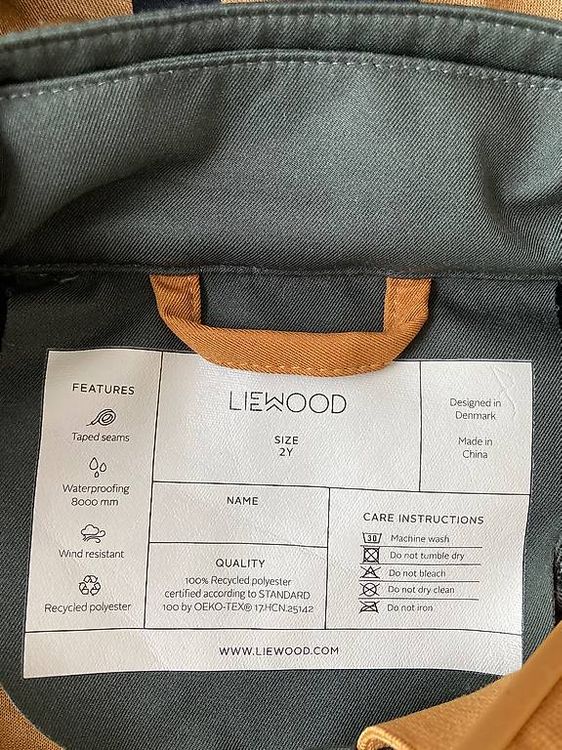 FEATURES
Taped seams
Waterproofing
8000 mm
Wind resistant
Recycled polyester
LIEWOOD
SIZE
2Y
Designed in
Denmark
Made in
China
NAME
QUALITY
100% Recycled polyester
certified according to STANDARD
100 by OEKO-TEX® 17.HCN.25142
CARE INSTRUCTIONS
30 Machine wash
Do not tumble dry
Do not bleach
Do not dry clean
Do not iron
WWW.LIEWOOD.COM